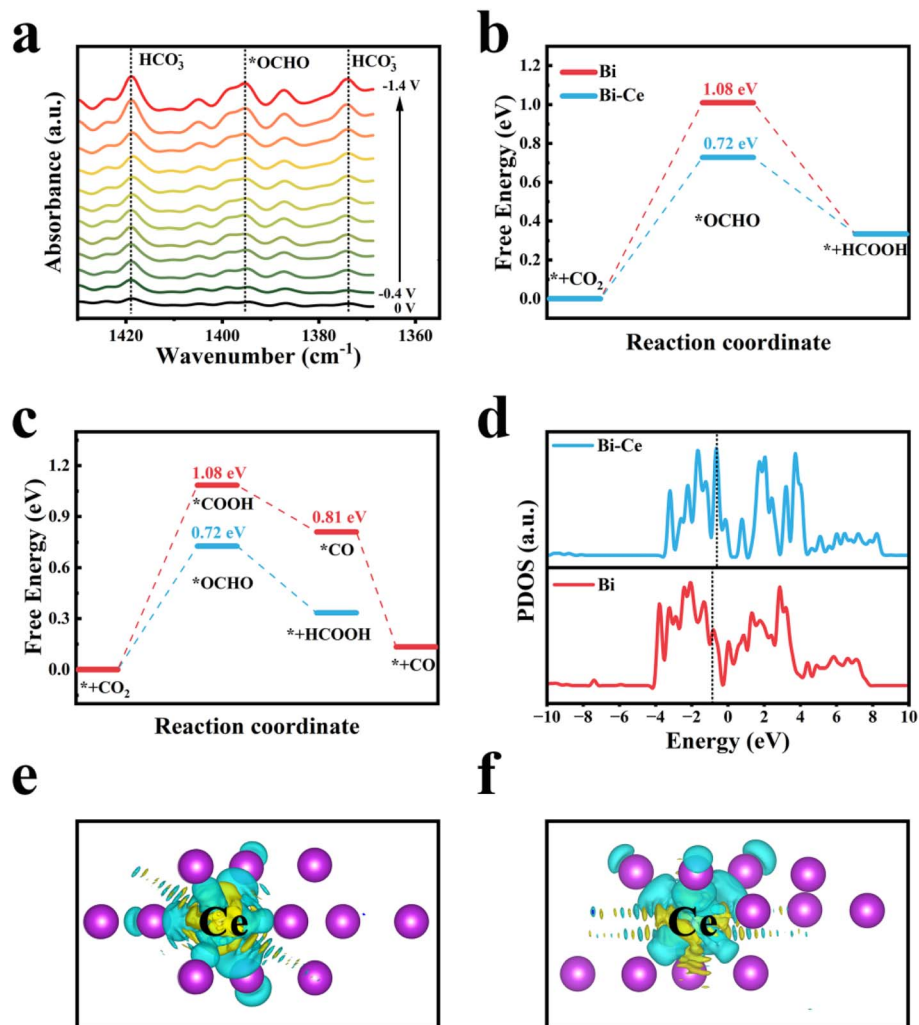 a
HCO₃⁻
*OCHO
HCO₃⁻
-1.4 V
-0.4 V
0 V
Absorbance (a.u.)
1420
1400
1380
1360
Wavenumber (cm⁻¹)
b
Bi
Bi-Ce
1.08 eV
0.72 eV
*OCHO
*+CO₂
*+HCOOH
Free Energy (eV)
1.2
1.0
0.8
0.6
0.4
0.2
0.0
Reaction coordinate
c
1.08 eV
*COOH
0.81 eV
*CO
0.72 eV
*OCHO
*+HCOOH
*+CO₂
*+CO
Free Energy (eV)
1.2
0.9
0.6
0.3
0.0
Reaction coordinate
d
Bi-Ce
Bi
PDOS (a.u.)
−10 −8 −6 −4 −2 0 2 4 6 8 10
Energy (eV)
e
Ce
f
Ce